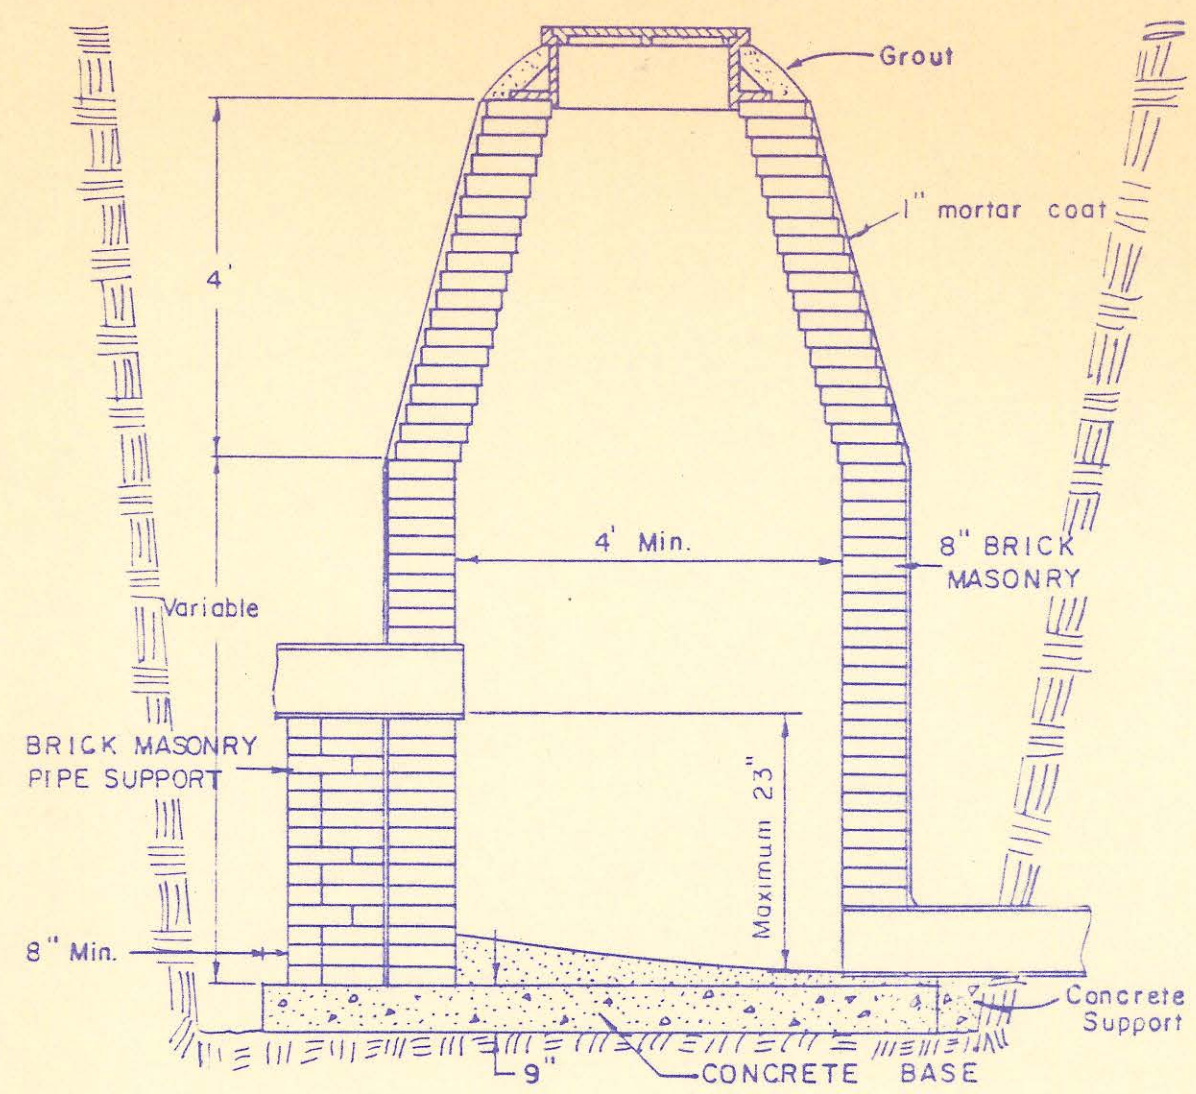 Grout
1" mortar coat
4'
4' Min.
8" BRICK
MASONRY
Variable
BRICK MASONRY
PIPE SUPPORT
Maximum 23"
8" Min.
Concrete
Support
9"
CONCRETE BASE